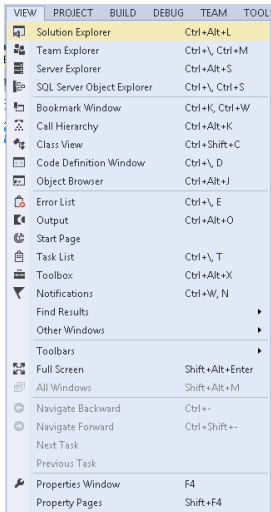 VIEW PROJECT BUILD DEBUG TEAM
Solution Explorer Ctrl+Alt+L
Team Explorer Ctrl+\, Ctrl+M
Server Explorer Ctrl+Alt+S
SQL Server Object Explorer Ctrl+\, Ctrl+S
Bookmark Window Ctrl+K, Ctrl+W
Call Hierarchy Ctrl+Alt+K
Class View Ctrl+Shift+C
Code Definition Window Ctrl+\, D
Object Browser Ctrl+Alt+J
Error List Ctrl+\, E
Output Ctrl+Alt+O
Start Page
Task List Ctrl+\, T
Toolbox Ctrl+Alt+X
Notifications Ctrl+W, N
Find Results
Other Windows
Toolbars
Full Screen Shift+Alt+Enter
All Windows Shift+Alt+M
Navigate Backward Ctrl+-
Navigate Forward Ctrl+Shift+-
Next Task
Previous Task
Properties Window F4
Property Pages Shift+F4